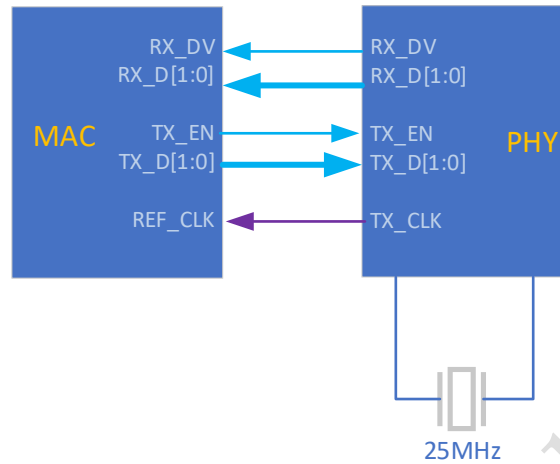 MAC
RX_DV
RX_D[1:0]
TX_EN
TX_D[1:0]
REF_CLK
PHY
RX_DV
RX_D[1:0]
TX_EN
TX_D[1:0]
TX_CLK
25MHz